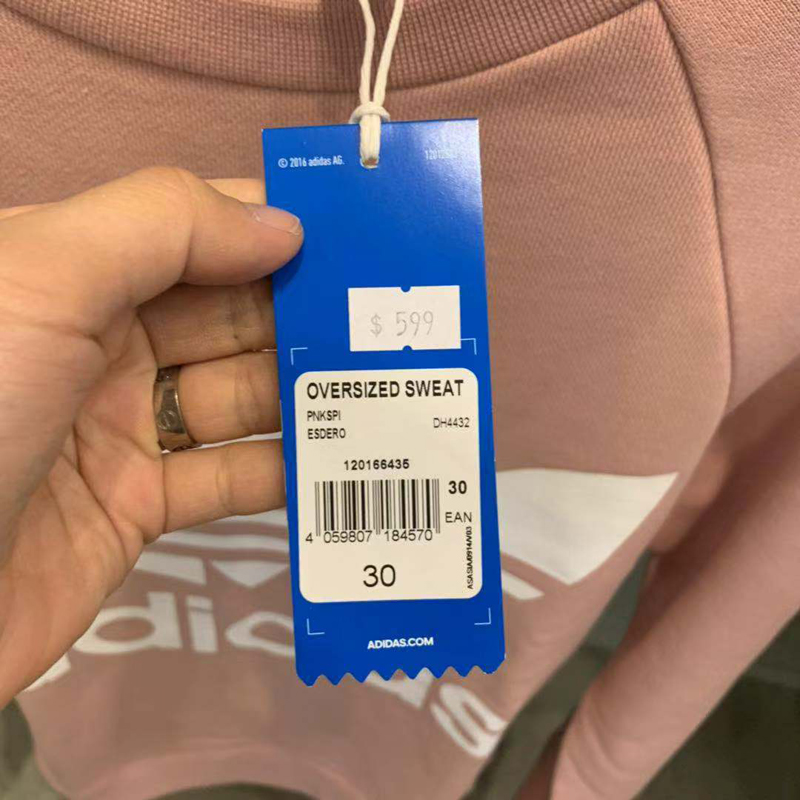 © 2016 adidas AG.
$ 599
OVERSIZED SWEAT
PNKSPI
DH4432
ESDERO
120166435
30
EAN
4 059807 184570
30
ADIDAS.COM